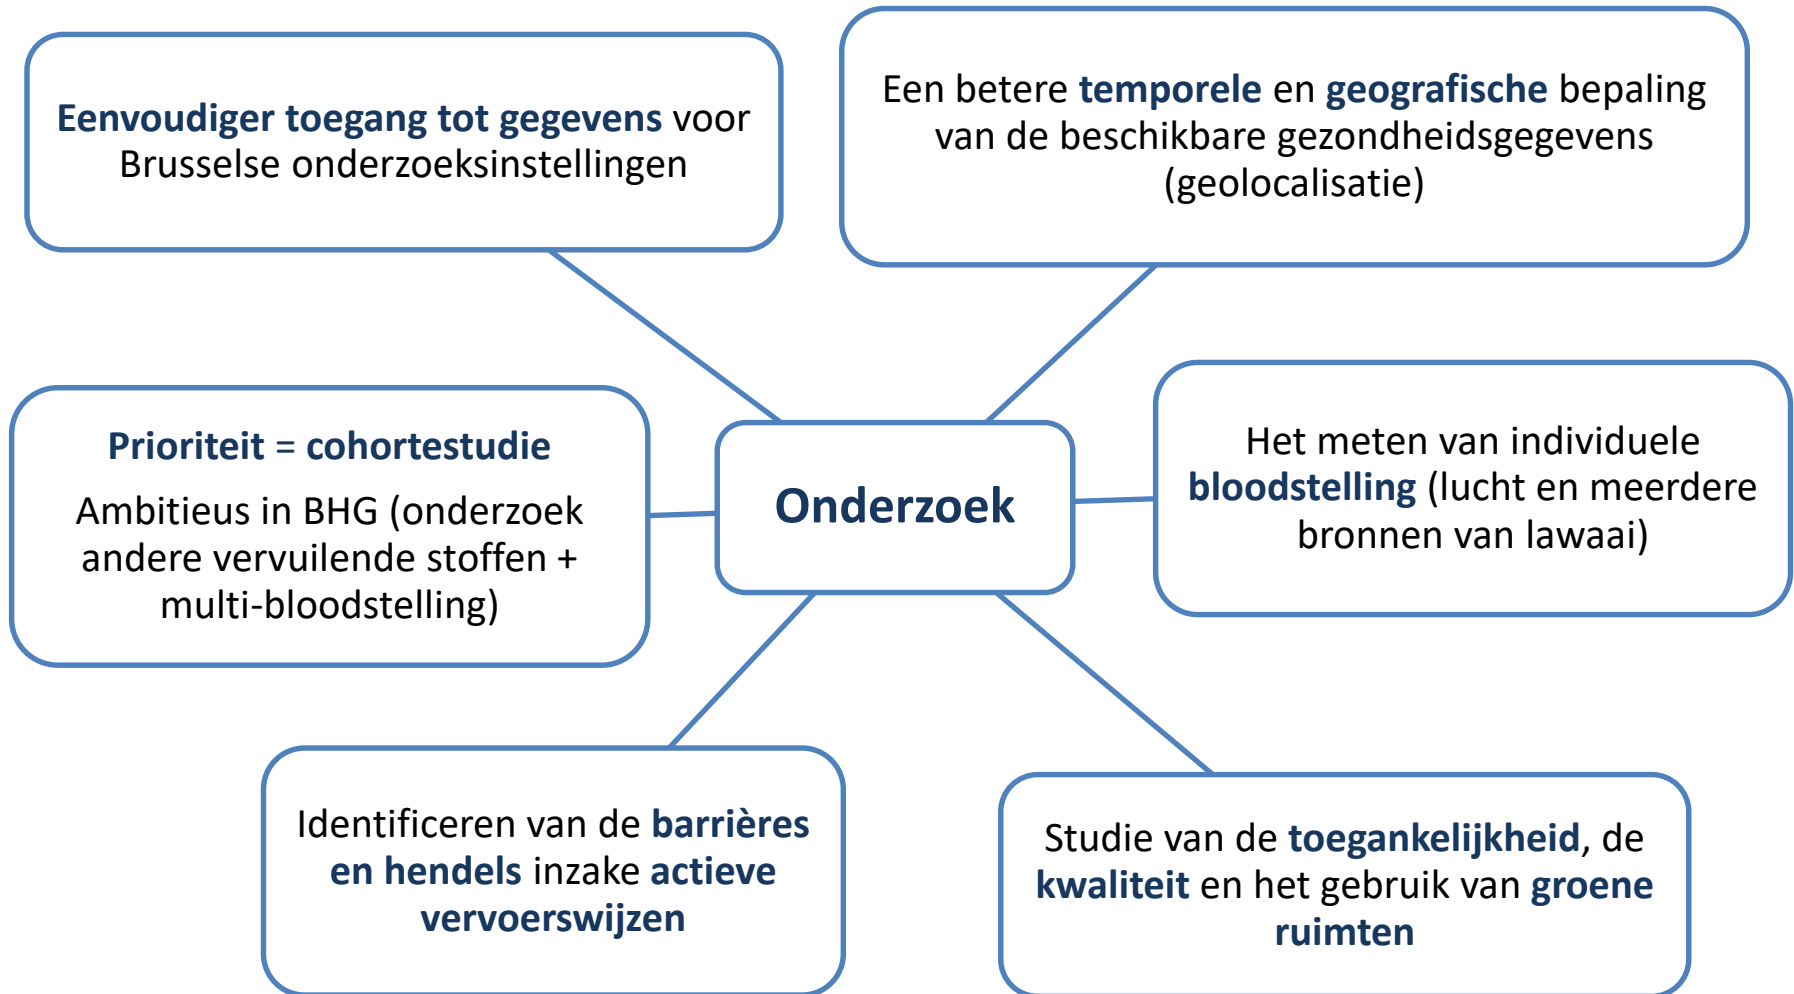 Eenvoudiger toegang tot gegevens voor
Brusselse onderzoeksinstellingen
Een betere temporele en geografische bepaling
van de beschikbare gezondheidsgegevens
(geolocalisatie)
Prioriteit = cohortestudie
Ambitieus in BHG (onderzoek
andere vervuilende stoffen +
multi-bloodstelling)
Onderzoek
Het meten van individuele
bloodstelling (lucht en meerdere
bronnen van lawaai)
Identificeren van de barrières
en hendels inzake actieve
vervoerswijzen
Studie van de toegankelijkheid, de
kwaliteit en het gebruik van groene
ruimten